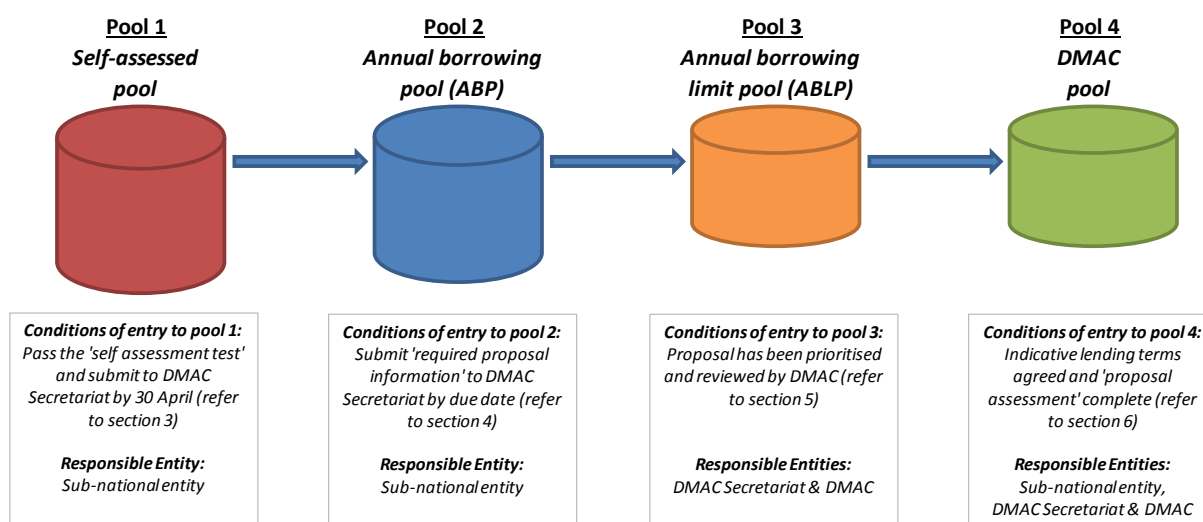 Pool 1
Self-assessed
pool
Pool 2
Annual borrowing
pool (ABP)
Pool 3
Annual borrowing
limit pool (ABLP)
Pool 4
DMAC
pool
Conditions of entry to pool 1:
Pass the 'self assessment test'
and submit to DMAC
Secretariat by 30 April (refer
to section 3)
Responsible Entity:
Sub-national entity
Conditions of entry to pool 2:
Submit 'required proposal
information' to DMAC
Secretariat by due date (refer
to section 4)
Responsible Entity:
Sub-national entity
Conditions of entry to pool 3:
Proposal has been prioritised
and reviewed by DMAC (refer
to section 5)
Responsible Entities:
DMAC Secretariat & DMAC
Conditions of entry to pool 4:
Indicative lending terms
agreed and 'proposal
assessment' complete (refer
to section 6)
Responsible Entities:
Sub-national entity,
DMAC Secretariat & DMAC